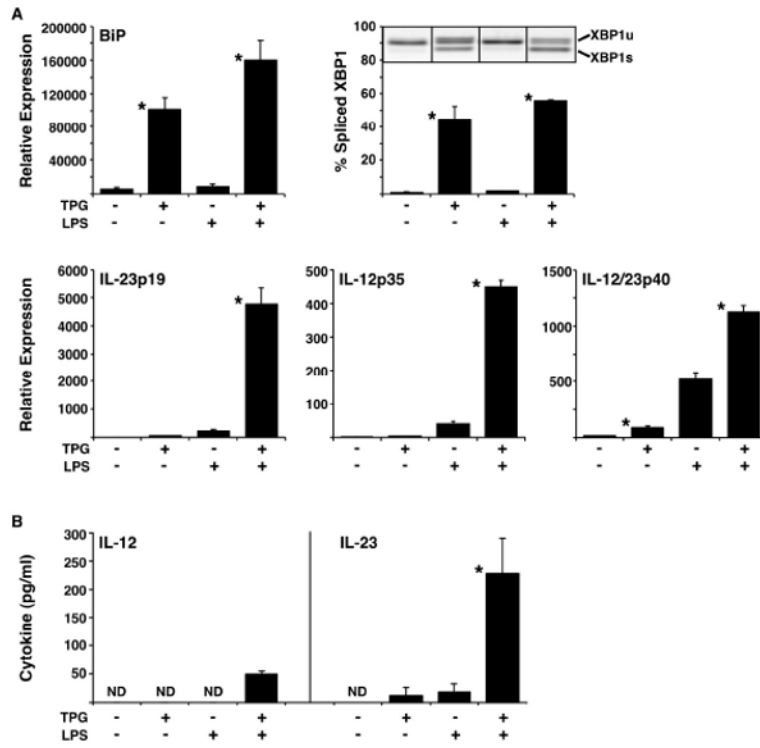 A
BiP
Relative Expression
200000
160000
120000
80000
40000
*
*
TPG - + - +
LPS - - + +
% Spliced XBP1
100
80
60
40
20
XBP1u
XBP1s
*
*
- + - +
- - + +
Relative Expression
IL-23p19
6000
5000
4000
3000
2000
1000
*
TPG - + - +
LPS - - + +
IL-12p35
500
400
300
200
100
*
- + - +
- - + +
IL-12/23p40
1500
1000
500
*
*
- + - +
- - + +
B
Cytokine (pg/ml)
300
250
200
150
100
50
IL-12
ND ND ND
IL-23
*
ND
TPG - + - + - + - +
LPS - - + + - - + +